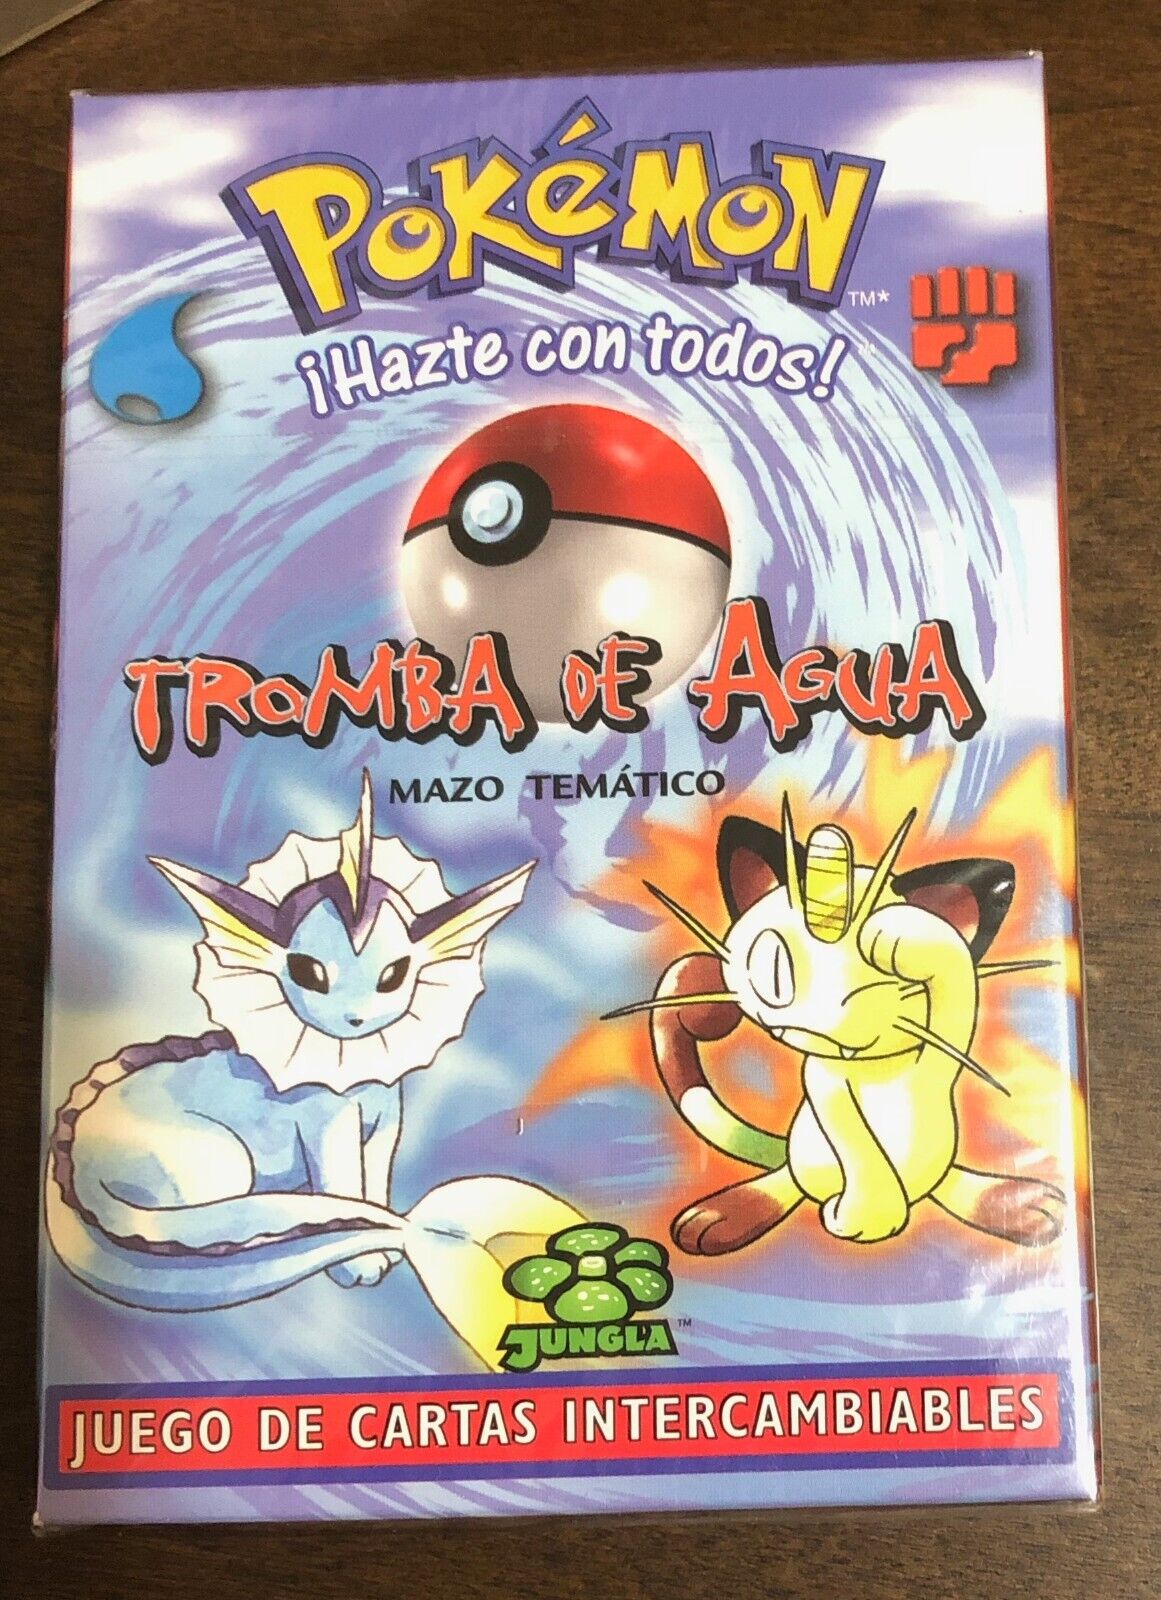 POKéMON
TM*
¡Hazte con todos!
TROMBA DE AGUA
MAZO TEMÁTICO
JUNGLA TM
JUEGO DE CARTAS INTERCAMBIABLES